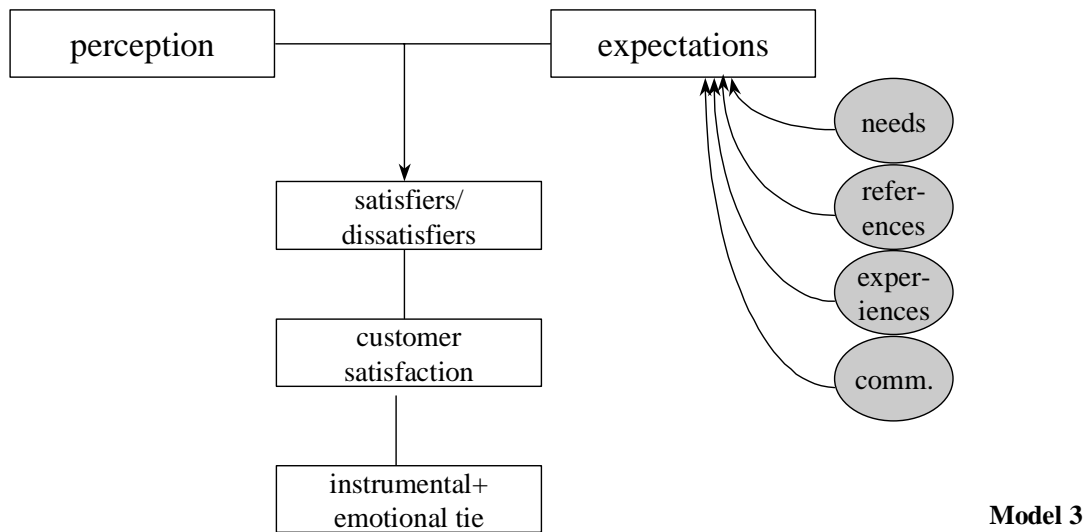 perception
expectations
needs
refer-
ences
exper-
iences
comm.
satisfiers/
dissatisfiers
customer
satisfaction
instrumental+
emotional tie
Model 3